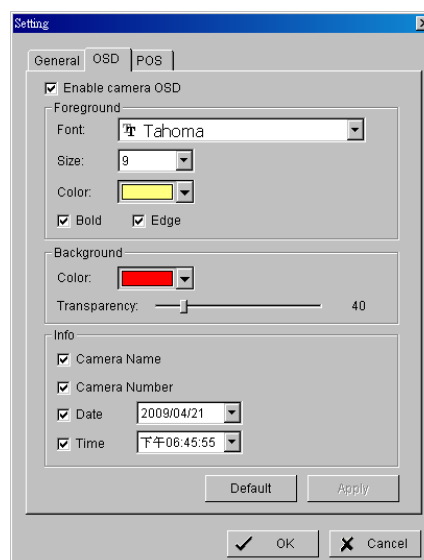 Setting
General OSD POS
Enable camera OSD
Foreground
Font: Tahoma
Size: 9
Color:
Bold Edge
Background
Color:
Transparency: 40
Info
Camera Name
Camera Number
Date 2009/04/21
Time 下午06:45:55
Default Apply
OK Cancel